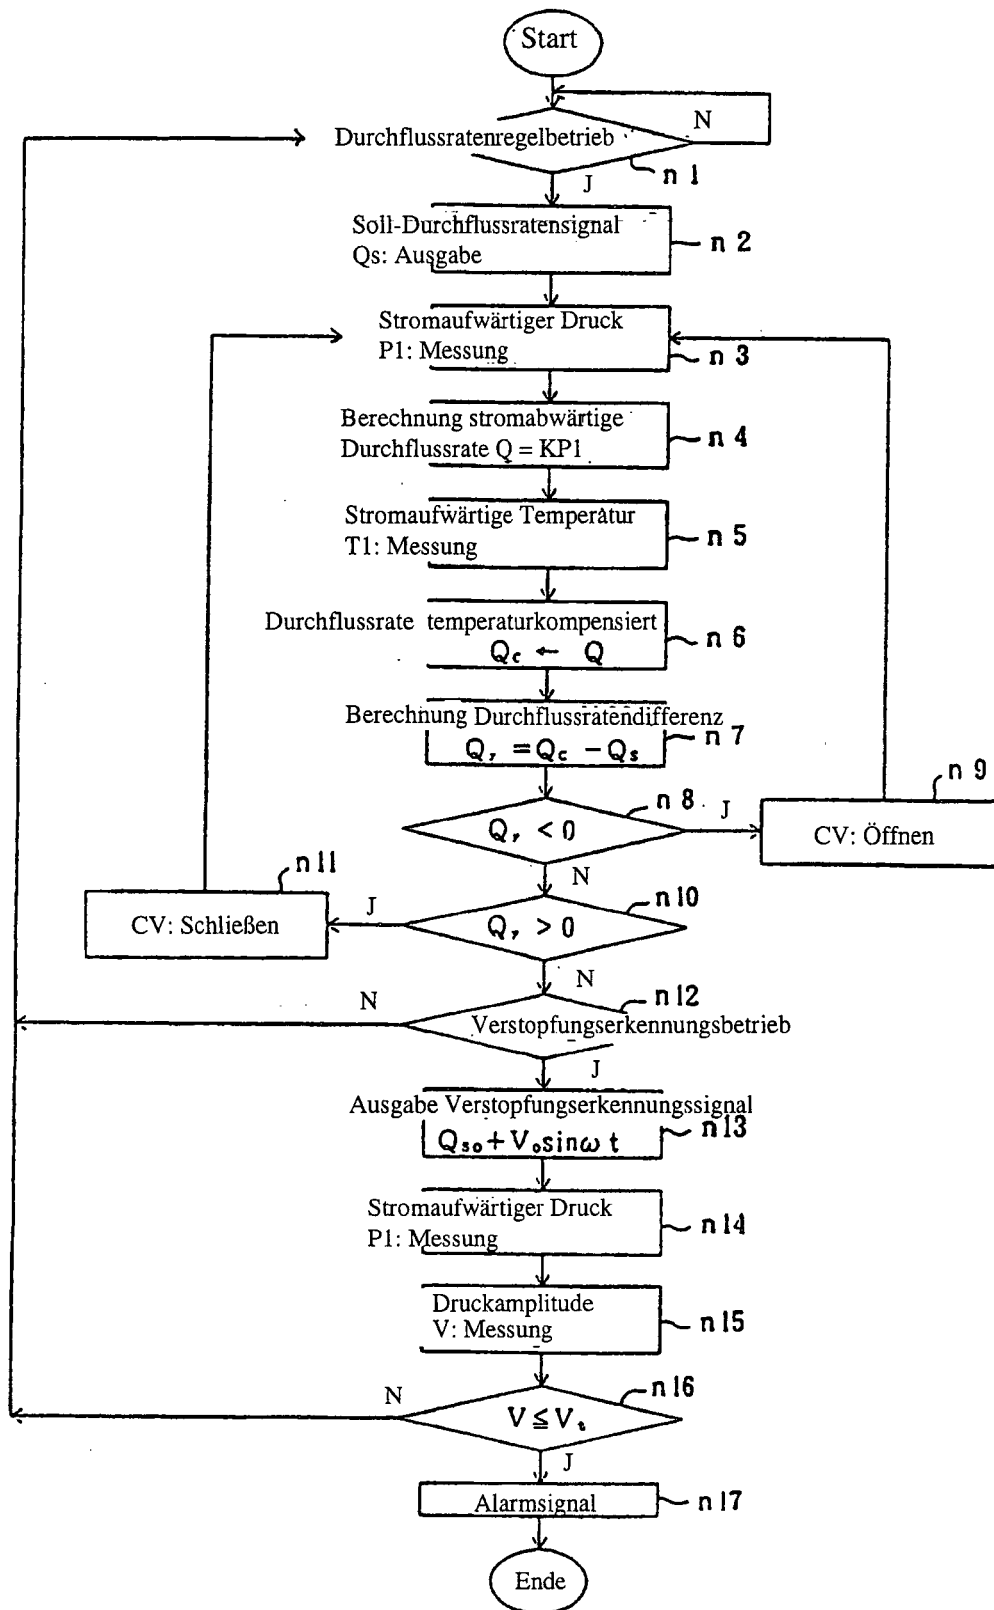 Start
Durchflussratenregelbetrieb
N
n 1
J
Soll-Durchflussratensignal
Qs: Ausgabe
n 2
Stromaufwärtiger Druck
P1: Messung
n 3
Berechnung stromabwärtige
Durchflussrate Q = KP1
n 4
Stromaufwärtige Temperatur
T1: Messung
n 5
Durchflussrate temperaturkompensiert
Qc ← Q
n 6
Berechnung Durchflussratendifferenz
Qr = Qc − Qs
n 7
n 8
Qr < 0
J
n 9
CV: Öffnen
N
n 10
Qr > 0
J
n 11
CV: Schließen
N
n 12
Verstopfungserkennungsbetrieb
N
J
Ausgabe Verstopfungserkennungssignal
Qso + Vo sinω t
n 13
Stromaufwärtiger Druck
P1: Messung
n 14
Druckamplitude
V: Messung
n 15
n 16
V ≦ Vt
N
J
Alarmsignal
n 17
Ende